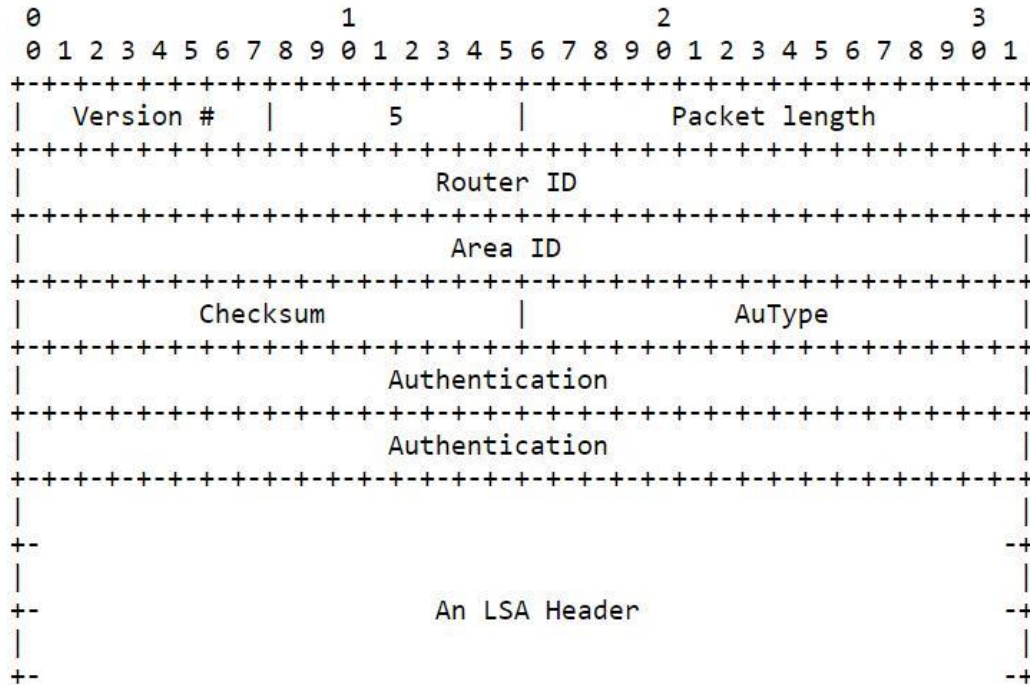 0                   1                   2                   3
0 1 2 3 4 5 6 7 8 9 0 1 2 3 4 5 6 7 8 9 0 1 2 3 4 5 6 7 8 9 0 1
+-+-+-+-+-+-+-+-+-+-+-+-+-+-+-+-+-+-+-+-+-+-+-+-+-+-+-+-+-+-+-+-+
|   Version #   |       5       |         Packet length         |
+-+-+-+-+-+-+-+-+-+-+-+-+-+-+-+-+-+-+-+-+-+-+-+-+-+-+-+-+-+-+-+-+
|                          Router ID                            |
+-+-+-+-+-+-+-+-+-+-+-+-+-+-+-+-+-+-+-+-+-+-+-+-+-+-+-+-+-+-+-+-+
|                           Area ID                             |
+-+-+-+-+-+-+-+-+-+-+-+-+-+-+-+-+-+-+-+-+-+-+-+-+-+-+-+-+-+-+-+-+
|           Checksum            |             AuType            |
+-+-+-+-+-+-+-+-+-+-+-+-+-+-+-+-+-+-+-+-+-+-+-+-+-+-+-+-+-+-+-+-+
|                       Authentication                          |
+-+-+-+-+-+-+-+-+-+-+-+-+-+-+-+-+-+-+-+-+-+-+-+-+-+-+-+-+-+-+-+-+
|                       Authentication                          |
+-+-+-+-+-+-+-+-+-+-+-+-+-+-+-+-+-+-+-+-+-+-+-+-+-+-+-+-+-+-+-+-+
|                                                               |
+-                                                             -+
|                                                               |
+-                         An LSA Header                       -+
|                                                               |
+-                                                             -+